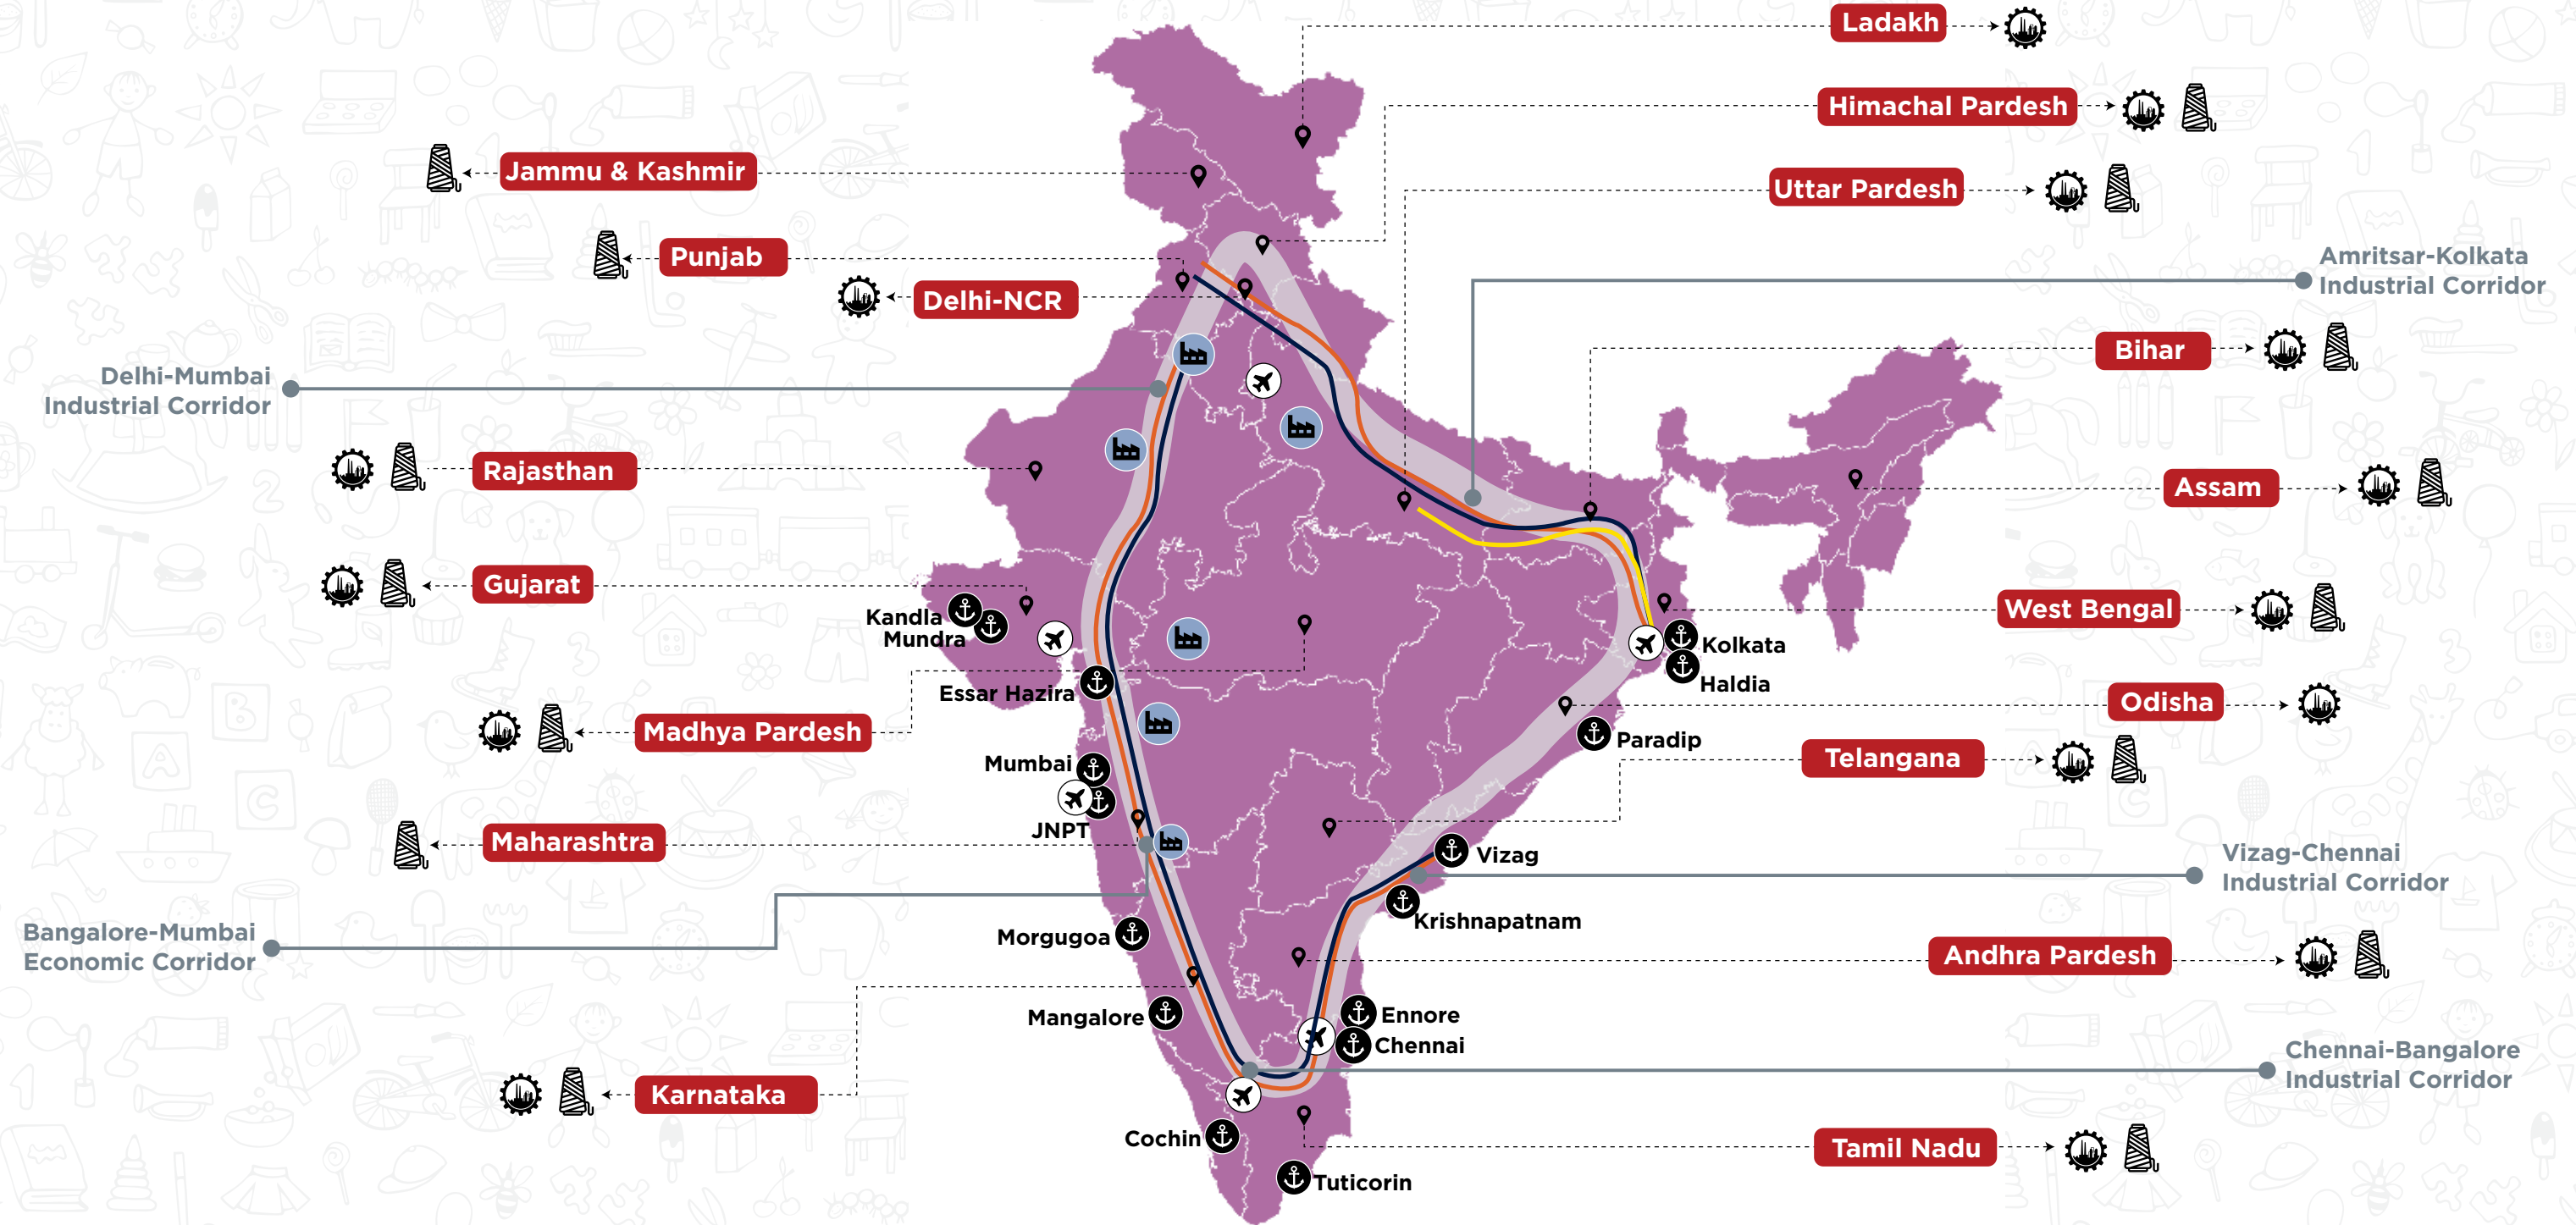 Ladakh
Himachal Pardesh
Jammu & Kashmir
Uttar Pardesh
Punjab
Amritsar-Kolkata
Industrial Corridor
Delhi-NCR
Bihar
Delhi-Mumbai
Industrial Corridor
Rajasthan
Assam
Gujarat
Kandla
Mundra
West Bengal
Kolkata
Haldia
Essar Hazira
Odisha
Madhya Pardesh
Paradip
Telangana
Mumbai
JNPT
Maharashtra
Vizag
Vizag-Chennai
Industrial Corridor
Krishnapatnam
Bangalore-Mumbai
Economic Corridor
Morgugoa
Andhra Pardesh
Mangalore
Ennore
Chennai
Chennai-Bangalore
Industrial Corridor
Karnataka
Cochin
Tamil Nadu
Tuticorin